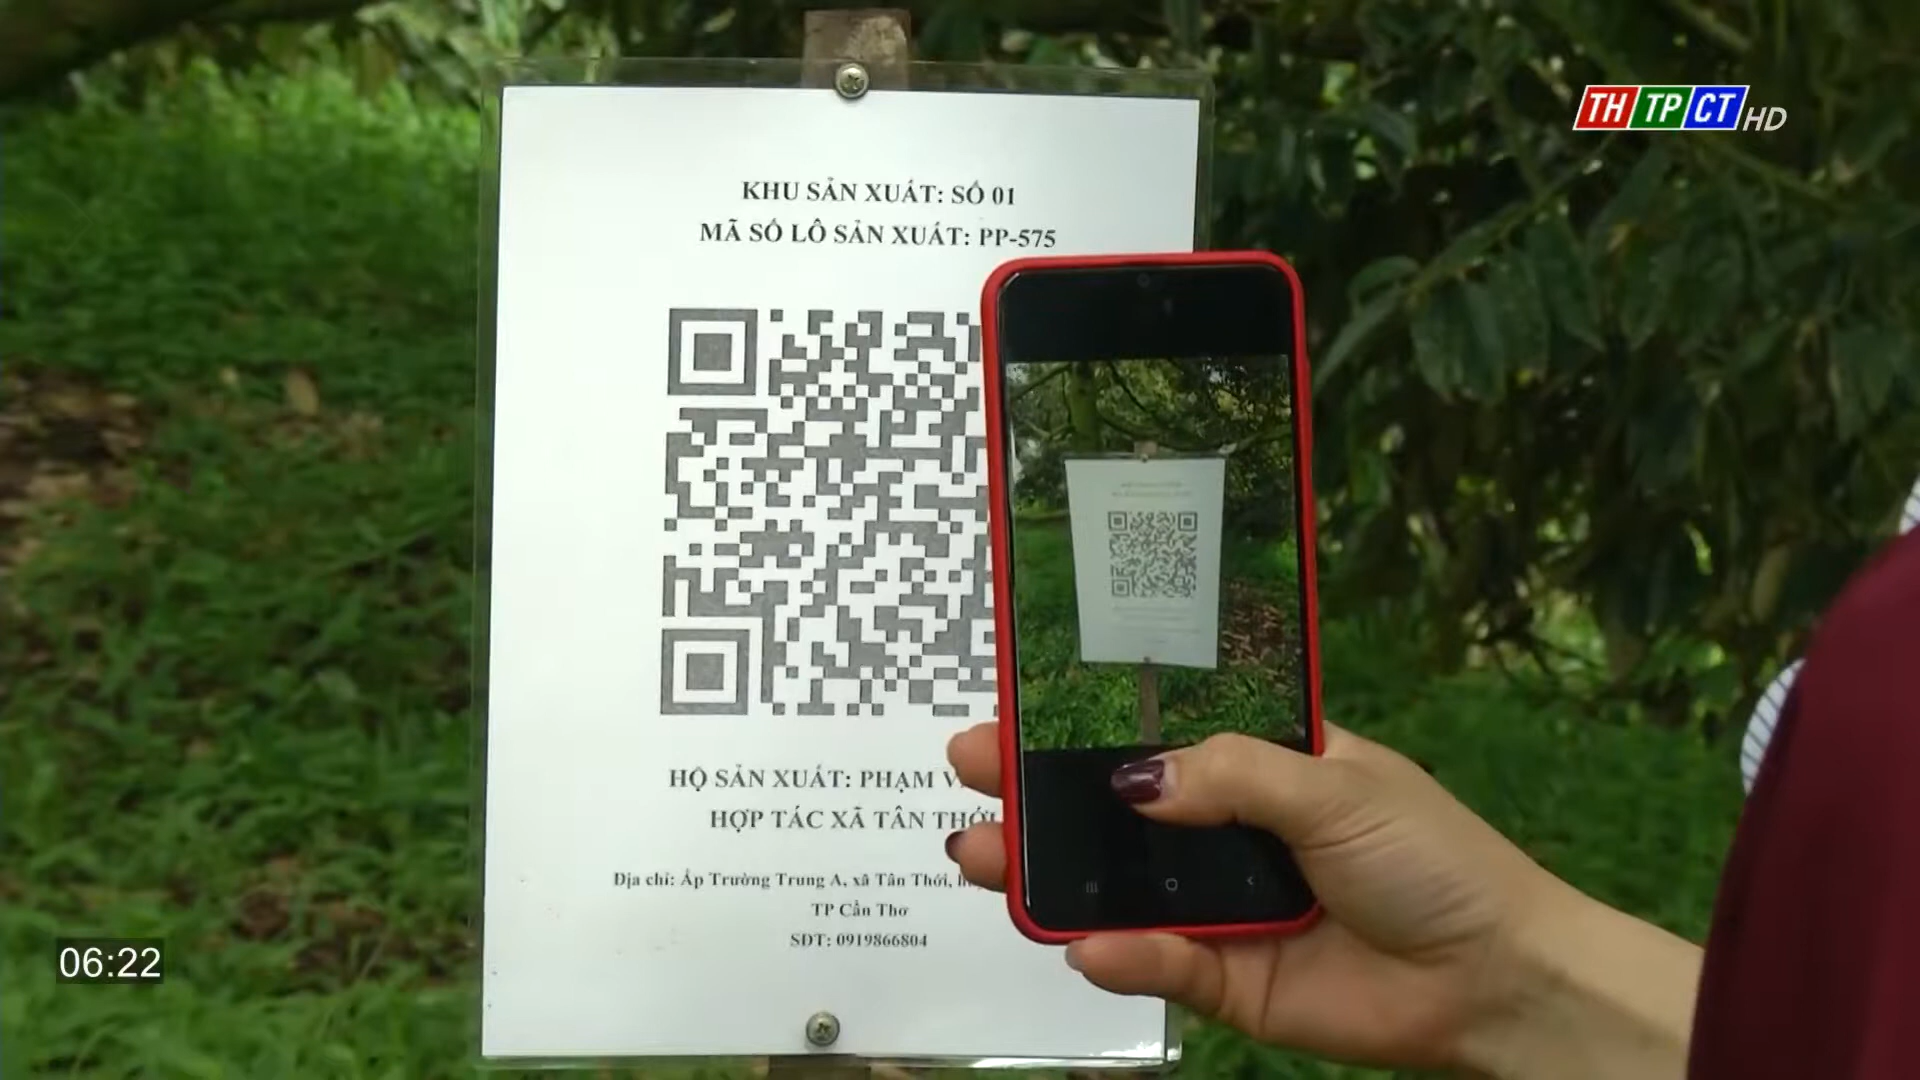 THTPCT HD
KHU SẢN XUẤT: SỐ 01
MÃ SỐ LÔ SẢN XUẤT: PP-575
HỘ SẢN XUẤT: PHẠM
HỢP TÁC XÃ TÂN THỚI
Địa chỉ: Ấp Trường Trung A, xã Tân Thới,
TP Cần Thơ
SĐT: 0919866804
06:22